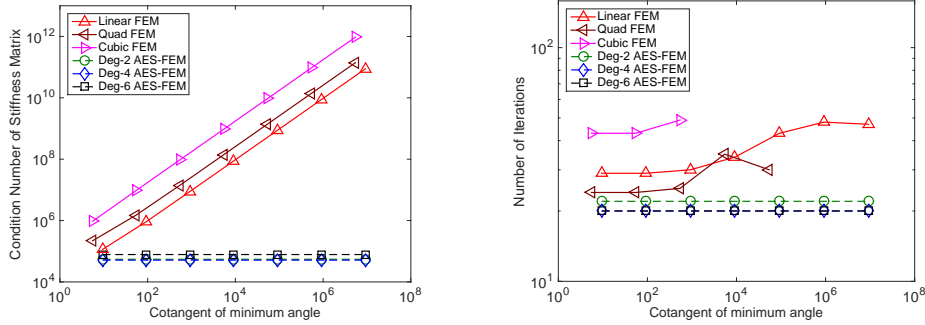 Condition Number of Stiffness Matrix
10^12
10^10
10^8
10^6
10^4
Linear FEM
Quad FEM
Cubic FEM
Deg-2 AES-FEM
Deg-4 AES-FEM
Deg-6 AES-FEM
10^0 10^2 10^4 10^6 10^8
Cotangent of minimum angle
Number of Iterations
10^2
10^1
Linear FEM
Quad FEM
Cubic FEM
Deg-2 AES-FEM
Deg-4 AES-FEM
Deg-6 AES-FEM
10^0 10^2 10^4 10^6 10^8
Cotangent of minimum angle